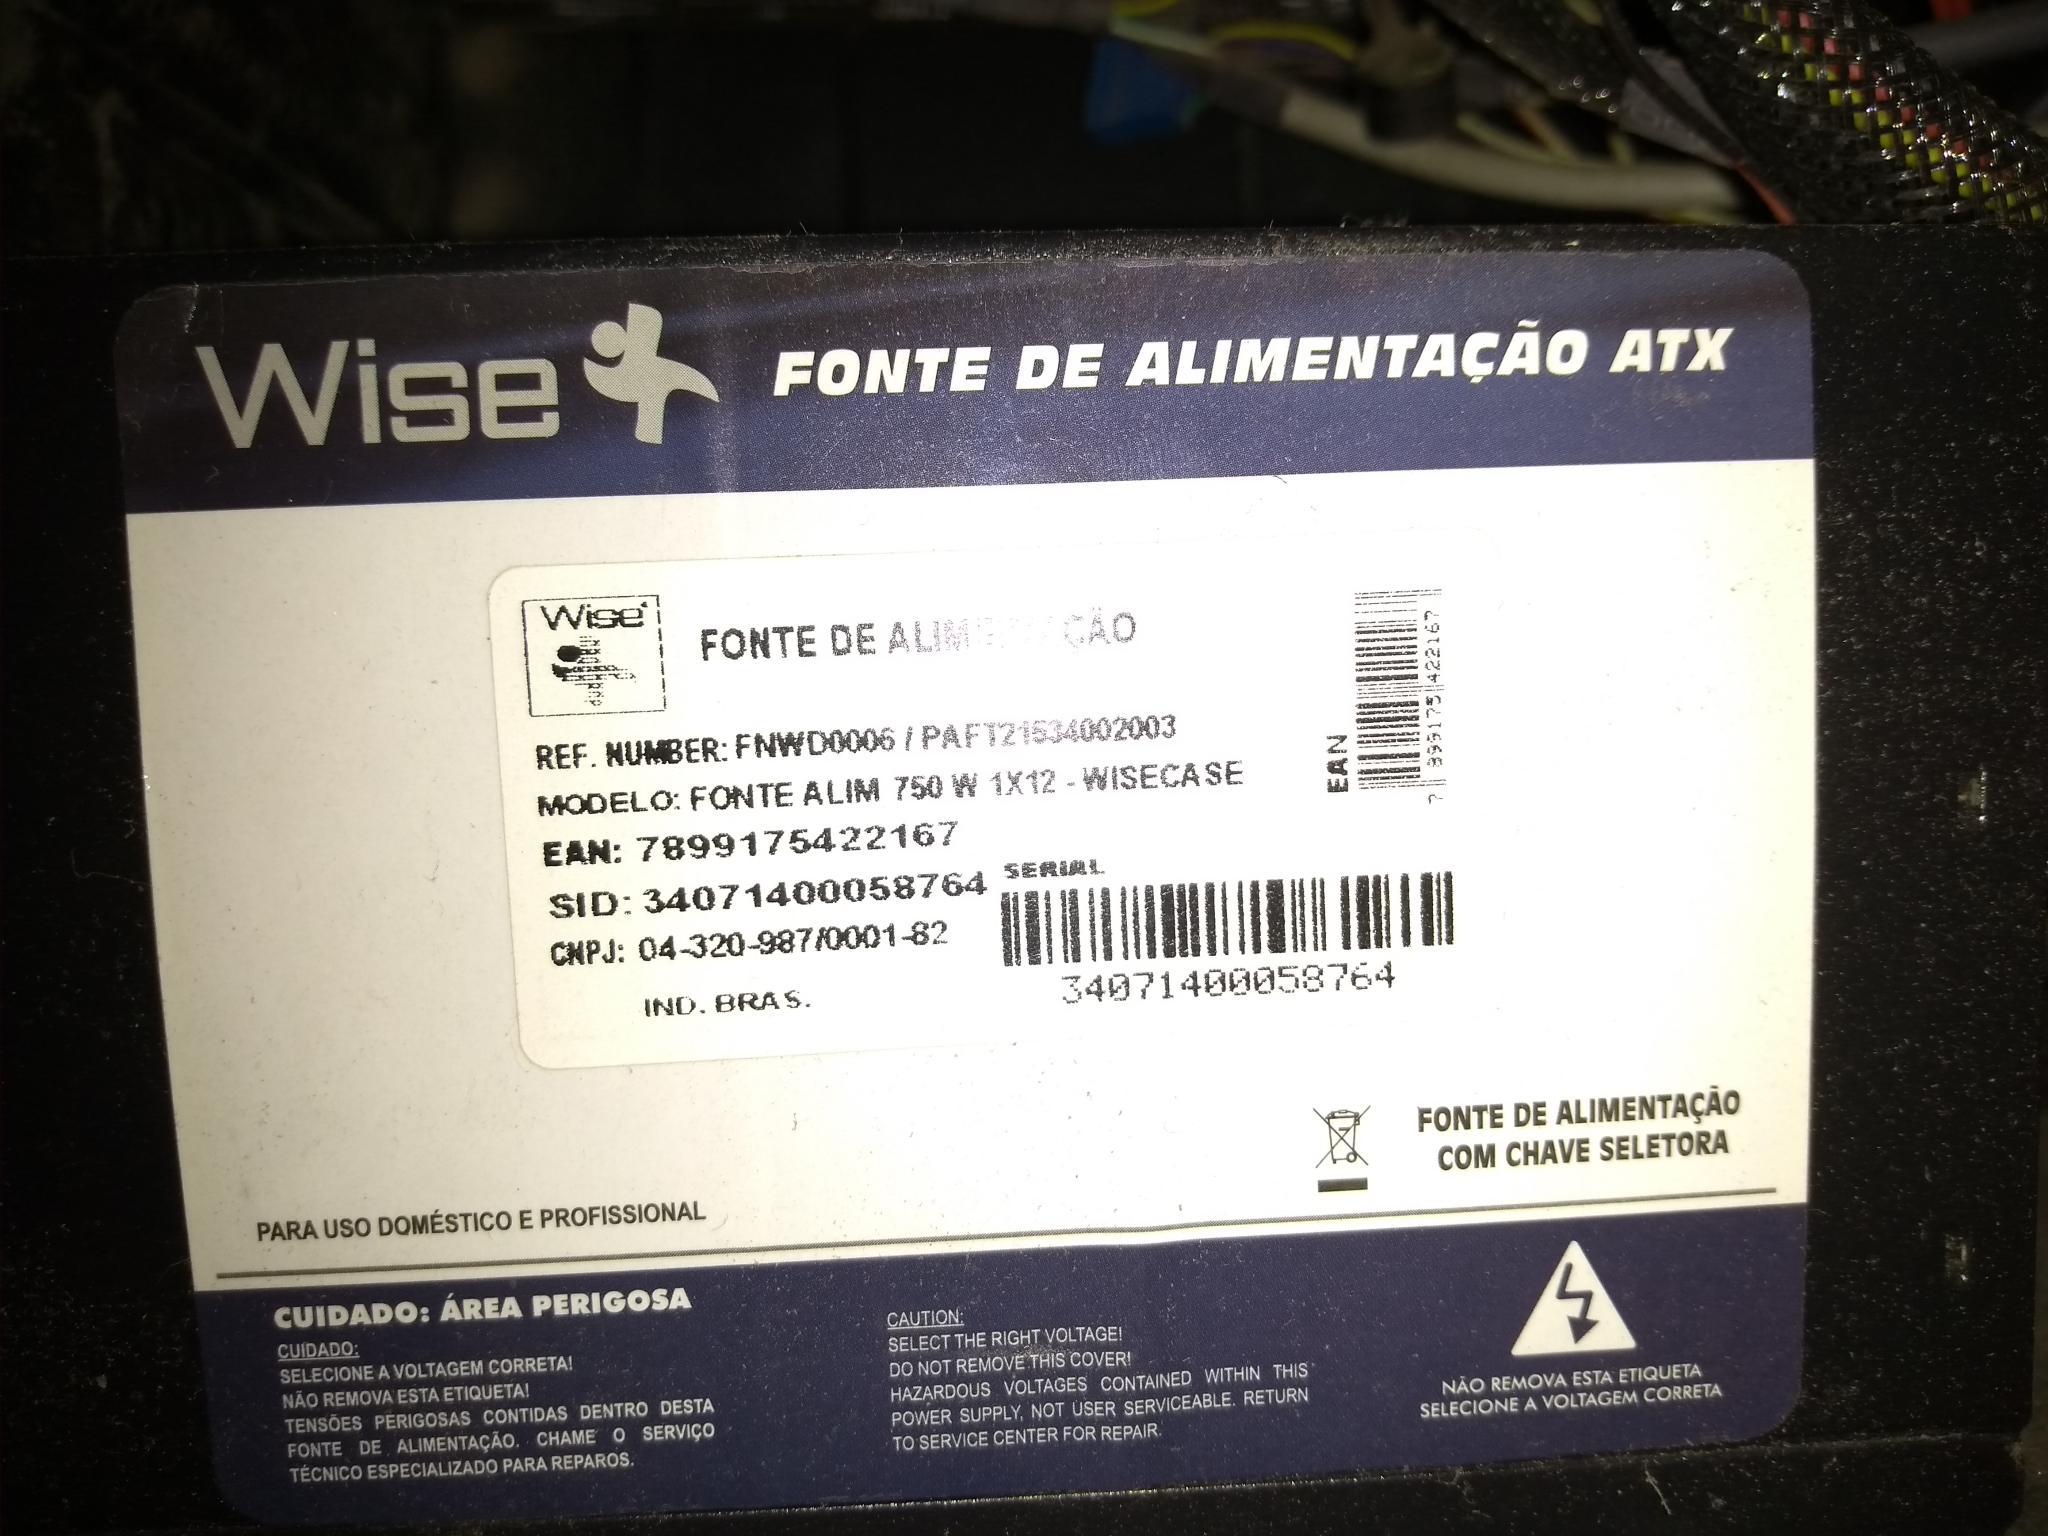 Wise
FONTE DE ALIMENTAÇÃO ATX
Wise
FONTE DE ALIMENTAÇÃO
REF. NUMBER: FNWD0006 / PAFT21534002003
MODELO: FONTE ALIM 750 W 1X12 - WISECASE
EAN: 7899175422167
SID: 34071400058764
CNPJ: 04-320-987/0001-82
IND. BRAS.
EAN
7 899175 422167
SERIAL
34071400058764
FONTE DE ALIMENTAÇÃO
COM CHAVE SELETORA
PARA USO DOMÉSTICO E PROFISSIONAL
CUIDADO: ÁREA PERIGOSA
CUIDADO:
SELECIONE A VOLTAGEM CORRETA!
NÃO REMOVA ESTA ETIQUETA!
TENSÕES PERIGOSAS CONTIDAS DENTRO DESTA
FONTE DE ALIMENTAÇÃO. CHAME O SERVIÇO
TÉCNICO ESPECIALIZADO PARA REPAROS.
CAUTION:
SELECT THE RIGHT VOLTAGE!
DO NOT REMOVE THIS COVER!
HAZARDOUS VOLTAGES CONTAINED WITHIN THIS
POWER SUPPLY, NOT USER SERVICEABLE. RETURN
TO SERVICE CENTER FOR REPAIR.
NÃO REMOVA ESTA ETIQUETA
SELECIONE A VOLTAGEM CORRETA